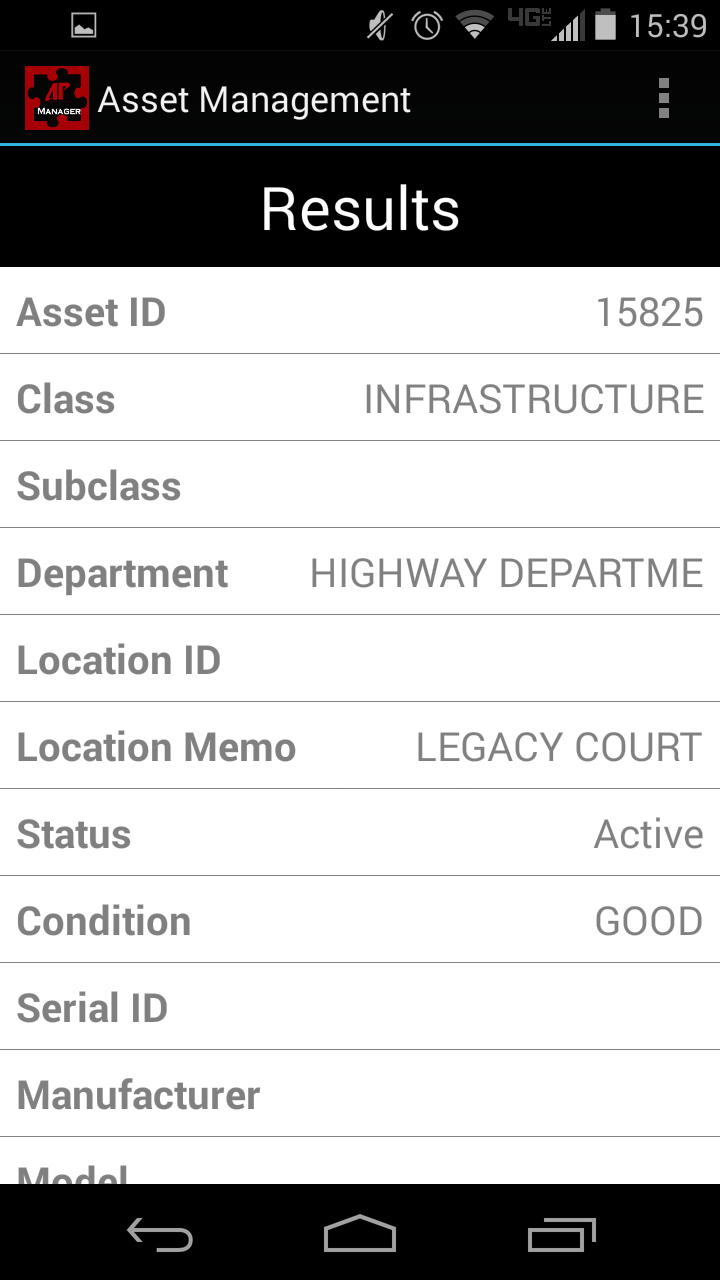 4G LTE 15:39
AP
MANAGER
Asset Management
Results
Asset ID 15825
Class INFRASTRUCTURE
Subclass
Department HIGHWAY DEPARTME
Location ID
Location Memo LEGACY COURT
Status Active
Condition GOOD
Serial ID
Manufacturer
Model